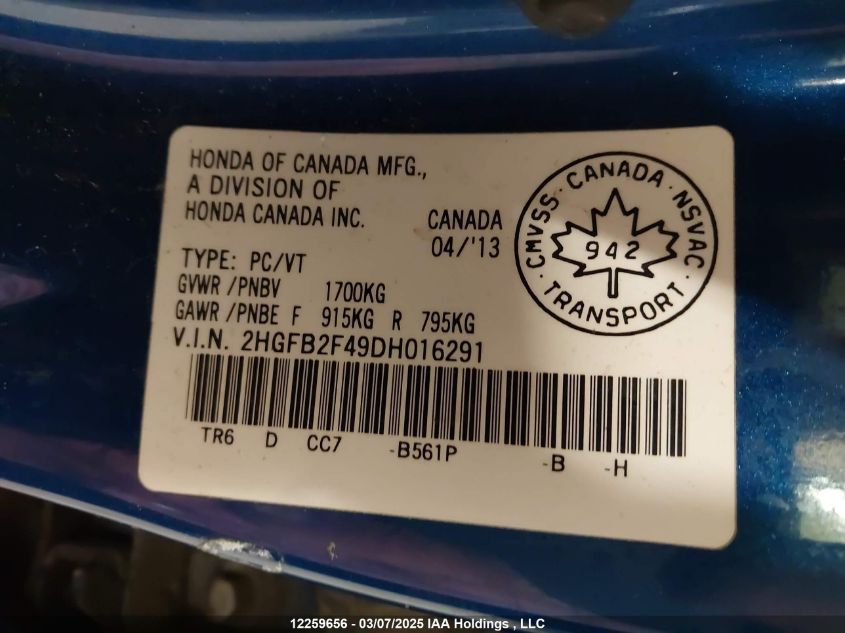 HONDA OF CANADA MFG.,
A DIVISION OF
HONDA CANADA INC.
CANADA
04/'13
CMVSS · CANADA · NSVAC
942
TRANSPORT
TYPE: PC/VT
GVWR /PNBV 1700KG
GAWR /PNBE F 915KG R 795KG
V.I.N. 2HGFB2F49DH016291
TR6 D CC7 -B561P -B -H
12259656 - 03/07/2025 IAA Holdings , LLC